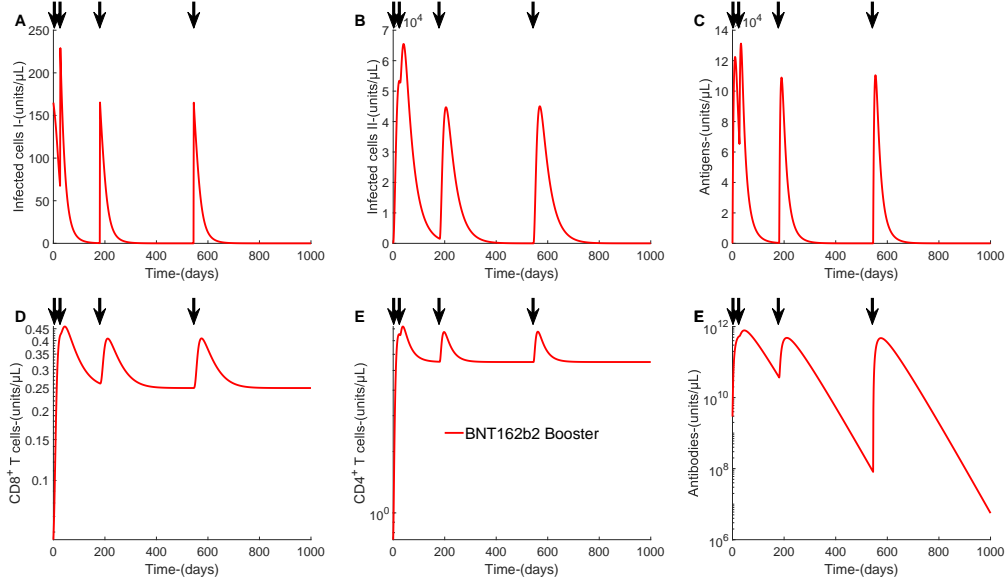 A
Infected cells I-(units/μL)
250
200
150
100
50
0
0 200 400 600 800 1000
Time-(days)
B
×10⁴
Infected cells II-(units/μL)
7
6
5
4
3
2
1
0
0 200 400 600 800 1000
Time-(days)
C
×10⁴
Antigens-(units/μL)
14
12
10
8
6
4
2
0
0 200 400 600 800 1000
Time-(days)
D
CD8⁺ T cells-(units/μL)
0.45
0.35
0.3
0.25
0.2
0.15
0.1
0 200 400 600 800 1000
Time-(days)
E
CD4⁺ T cells-(units/μL)
10⁰
BNT162b2 Booster
0 200 400 600 800 1000
Time-(days)
E
Antibodies-(units/μL)
10¹²
10¹⁰
10⁸
10⁶
0 200 400 600 800 1000
Time-(days)